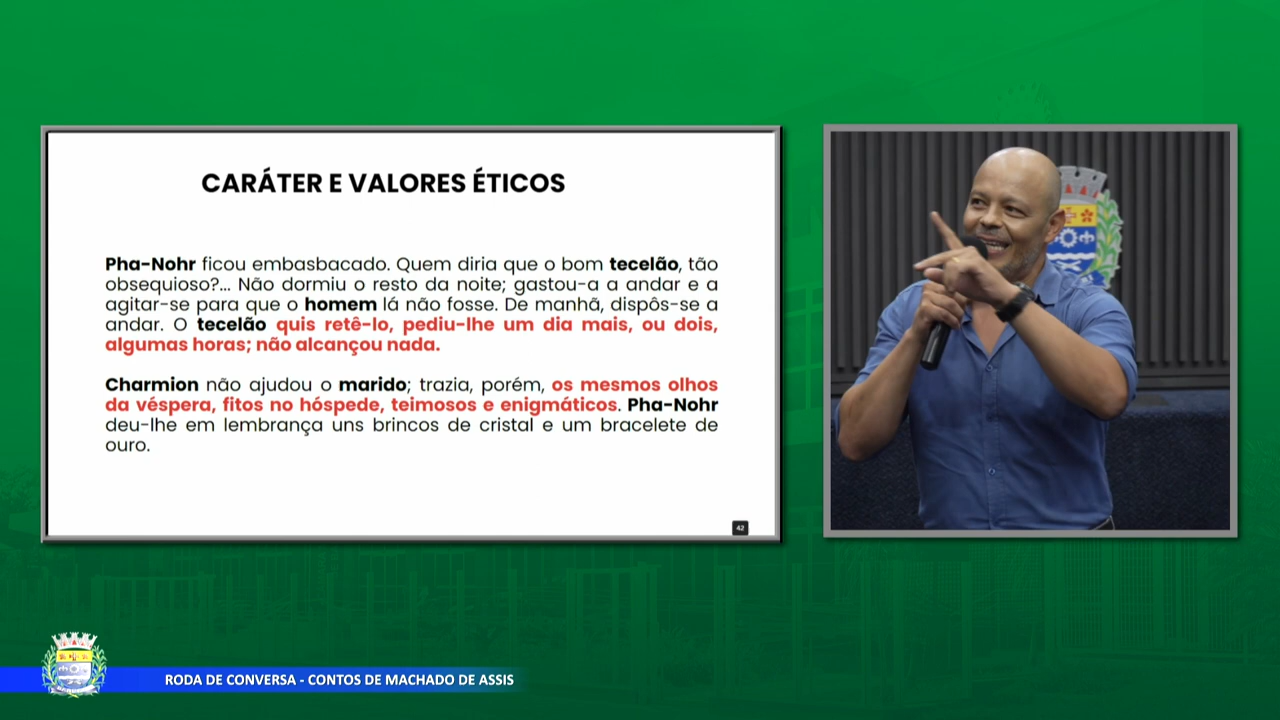 CARÁTER E VALORES ÉTICOS
Pha-Nohr ficou embasbacado. Quem diria que o bom tecelão, tão
obsequioso?... Não dormiu o resto da noite; gastou-a a andar e a
agitar-se para que o homem lá não fosse. De manhã, dispôs-se a
andar. O tecelão quis retê-lo, pediu-lhe um dia mais, ou dois,
algumas horas; não alcançou nada.
Charmion não ajudou o marido; trazia, porém, os mesmos olhos
da véspera, fitos no hóspede, teimosos e enigmáticos. Pha-Nohr
deu-lhe em lembrança uns brincos de cristal e um bracelete de
ouro.
42
RODA DE CONVERSA - CONTOS DE MACHADO DE ASSIS